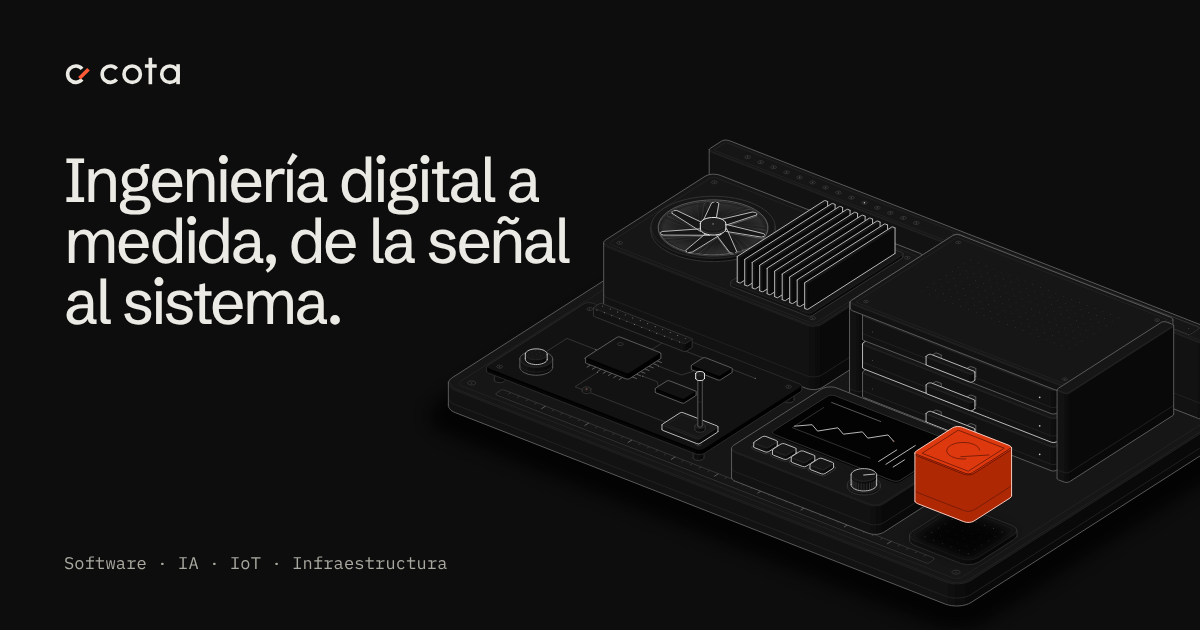 cota
Ingeniería digital a
medida, de la señal
al sistema.
Software · IA · IoT · Infraestructura